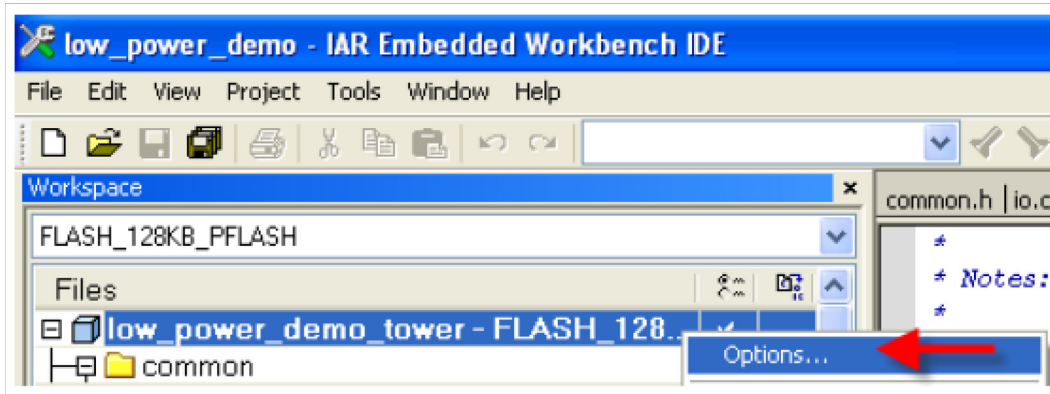 low_power_demo - IAR Embedded Workbench IDE
File Edit View Project Tools Window Help
Workspace
common.h | io.c
FLASH_128KB_PFLASH
*
Files
* Notes:
*
low_power_demo_tower - FLASH_128...
Options...
common